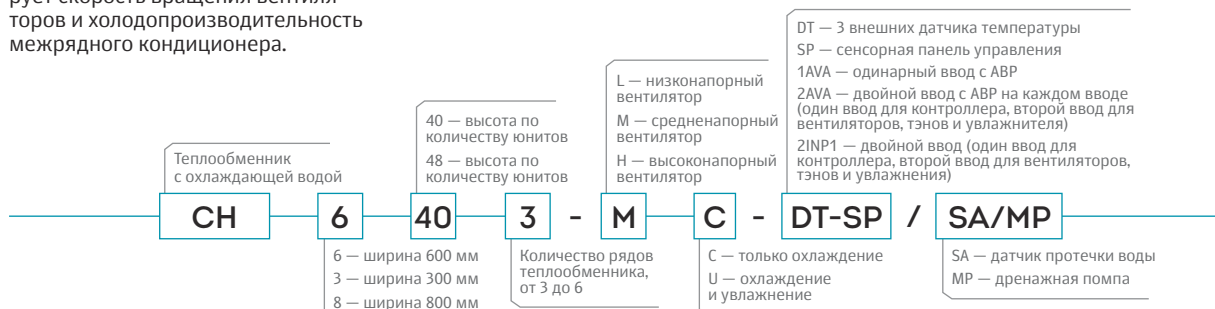 рует скорость вращения вентиля-
торов и холодопроизводительность
межрядного кондиционера.
DT — 3 внешних датчика температуры
SP — сенсорная панель управления
1AVA — одинарный ввод с АВР
2AVA — двойной ввод с АВР на каждом вводе
(один ввод для контроллера, второй ввод для
вентиляторов, тэнов и увлажнителя)
2INP1 — двойной ввод (один ввод для
контроллера, второй ввод для вентиляторов,
тэнов и увлажнения)
L — низконапорный
вентилятор
M — средненапорный
вентилятор
H — высоконапорный
вентилятор
40 — высота по
количеству юнитов
48 — высота по
количеству юнитов
Теплообменник
с охлаждающей водой
CH 6 40 3 - M C - DT-SP / SA/MP
6 — ширина 600 мм
3 — ширина 300 мм
8 — ширина 800 мм
Количество рядов
теплообменника,
от 3 до 6
C — только охлаждение
U — охлаждение
и увлажнение
SA — датчик протечки воды
MP — дренажная помпа